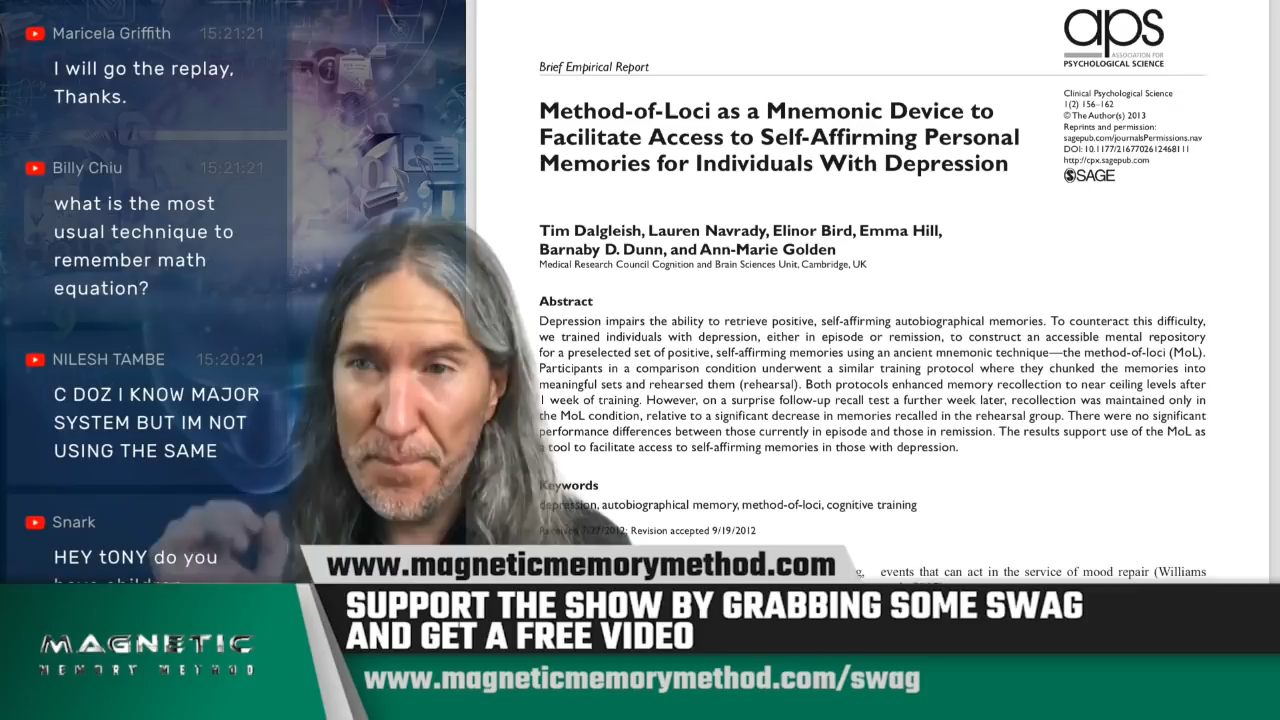 Maricela Griffith 15:21:21
I will go the replay,
Thanks.
Billy Chiu 15:21:21
what is the most
usual technique to
remember math
equation?
NILESH TAMBE 15:20:21
C DOZ I KNOW MAJOR
SYSTEM BUT IM NOT
USING THE SAME
Snark
HEY tONY do you
have children
aps
ASSOCIATION FOR
PSYCHOLOGICAL SCIENCE
Brief Empirical Report
Method-of-Loci as a Mnemonic Device to
Facilitate Access to Self-Affirming Personal
Memories for Individuals With Depression
Clinical Psychological Science
1(2) 156–162
© The Author(s) 2013
Reprints and permission:
sagepub.com/journalsPermissions.nav
DOI: 10.1177/2167702612468111
http://cpx.sagepub.com
SAGE
Tim Dalgleish, Lauren Navrady, Elinor Bird, Emma Hill,
Barnaby D. Dunn, and Ann-Marie Golden
Medical Research Council Cognition and Brain Sciences Unit, Cambridge, UK
Abstract
Depression impairs the ability to retrieve positive, self-affirming autobiographical memories. To counteract this difficulty,
we trained individuals with depression, either in episode or remission, to construct an accessible mental repository
for a preselected set of positive, self-affirming memories using an ancient mnemonic technique—the method-of-loci (MoL).
Participants in a comparison condition underwent a similar training protocol where they chunked the memories into
meaningful sets and rehearsed them (rehearsal). Both protocols enhanced memory recollection to near ceiling levels after
1 week of training. However, on a surprise follow-up recall test a further week later, recollection was maintained only in
the MoL condition, relative to a significant decrease in memories recalled in the rehearsal group. There were no significant
performance differences between those currently in episode and those in remission. The results support use of the MoL as
a tool to facilitate access to self-affirming memories in those with depression.
Keywords
depression, autobiographical memory, method-of-loci, cognitive training
Received 7/27/2012; Revision accepted 9/19/2012
events that can act in the service of mood repair (Williams
www.magneticmemorymethod.com
SUPPORT THE SHOW BY GRABBING SOME SWAG
AND GET A FREE VIDEO
www.magneticmemorymethod.com/swag
MAGNETIC
MEMORY METHOD